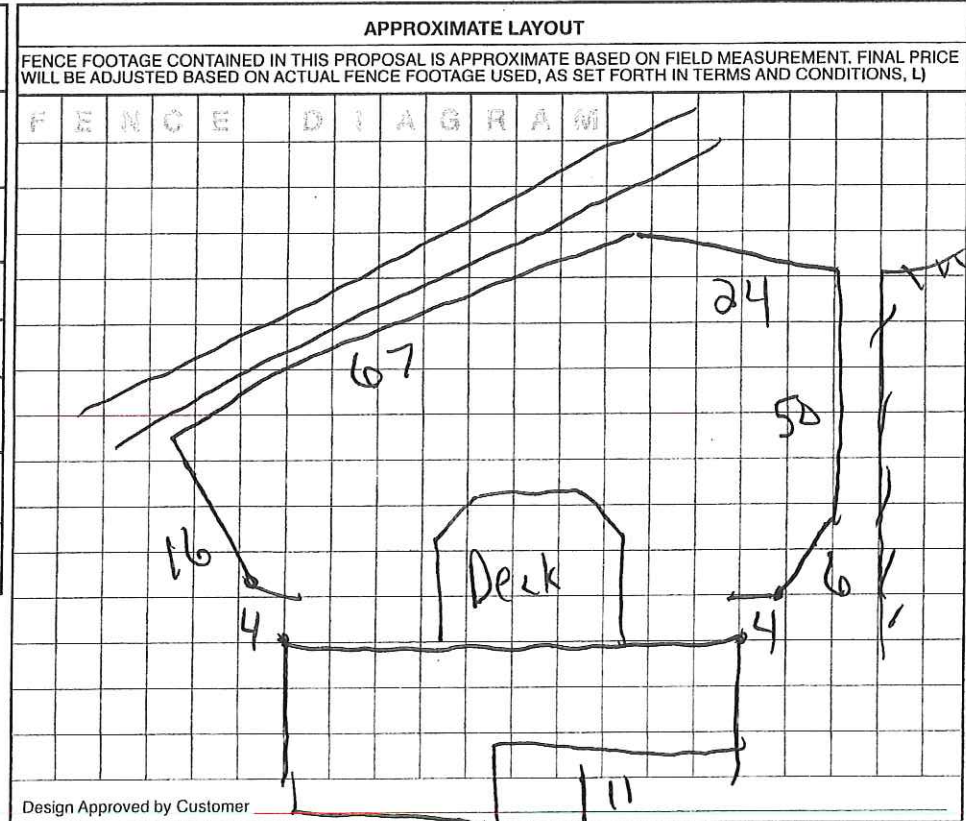 APPROXIMATE LAYOUT
FENCE FOOTAGE CONTAINED IN THIS PROPOSAL IS APPROXIMATE BASED ON FIELD MEASUREMENT. FINAL PRICE
WILL BE ADJUSTED BASED ON ACTUAL FENCE FOOTAGE USED, AS SET FORTH IN TERMS AND CONDITIONS, L)
FENCE DIAGRAM
24
67
50
16
Deck
6
4
4
11
Design Approved by Customer